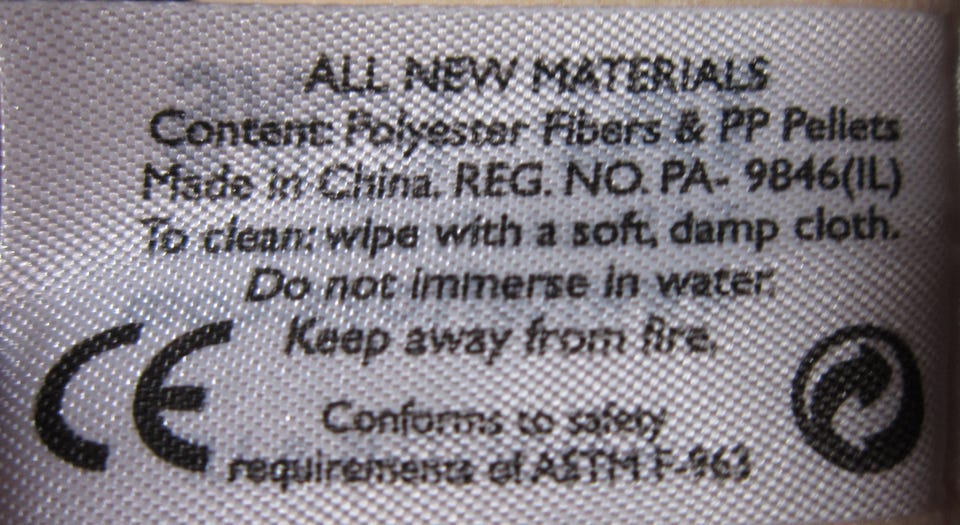 ALL NEW MATERIALS
Content: Polyester Fibers & PP Pellets
Made in China. REG. NO. PA- 9846(IL)
To clean: wipe with a soft, damp cloth.
Do not immerse in water.
Keep away from fire.
CE
Conforms to safety
requirements of ASTM F-963